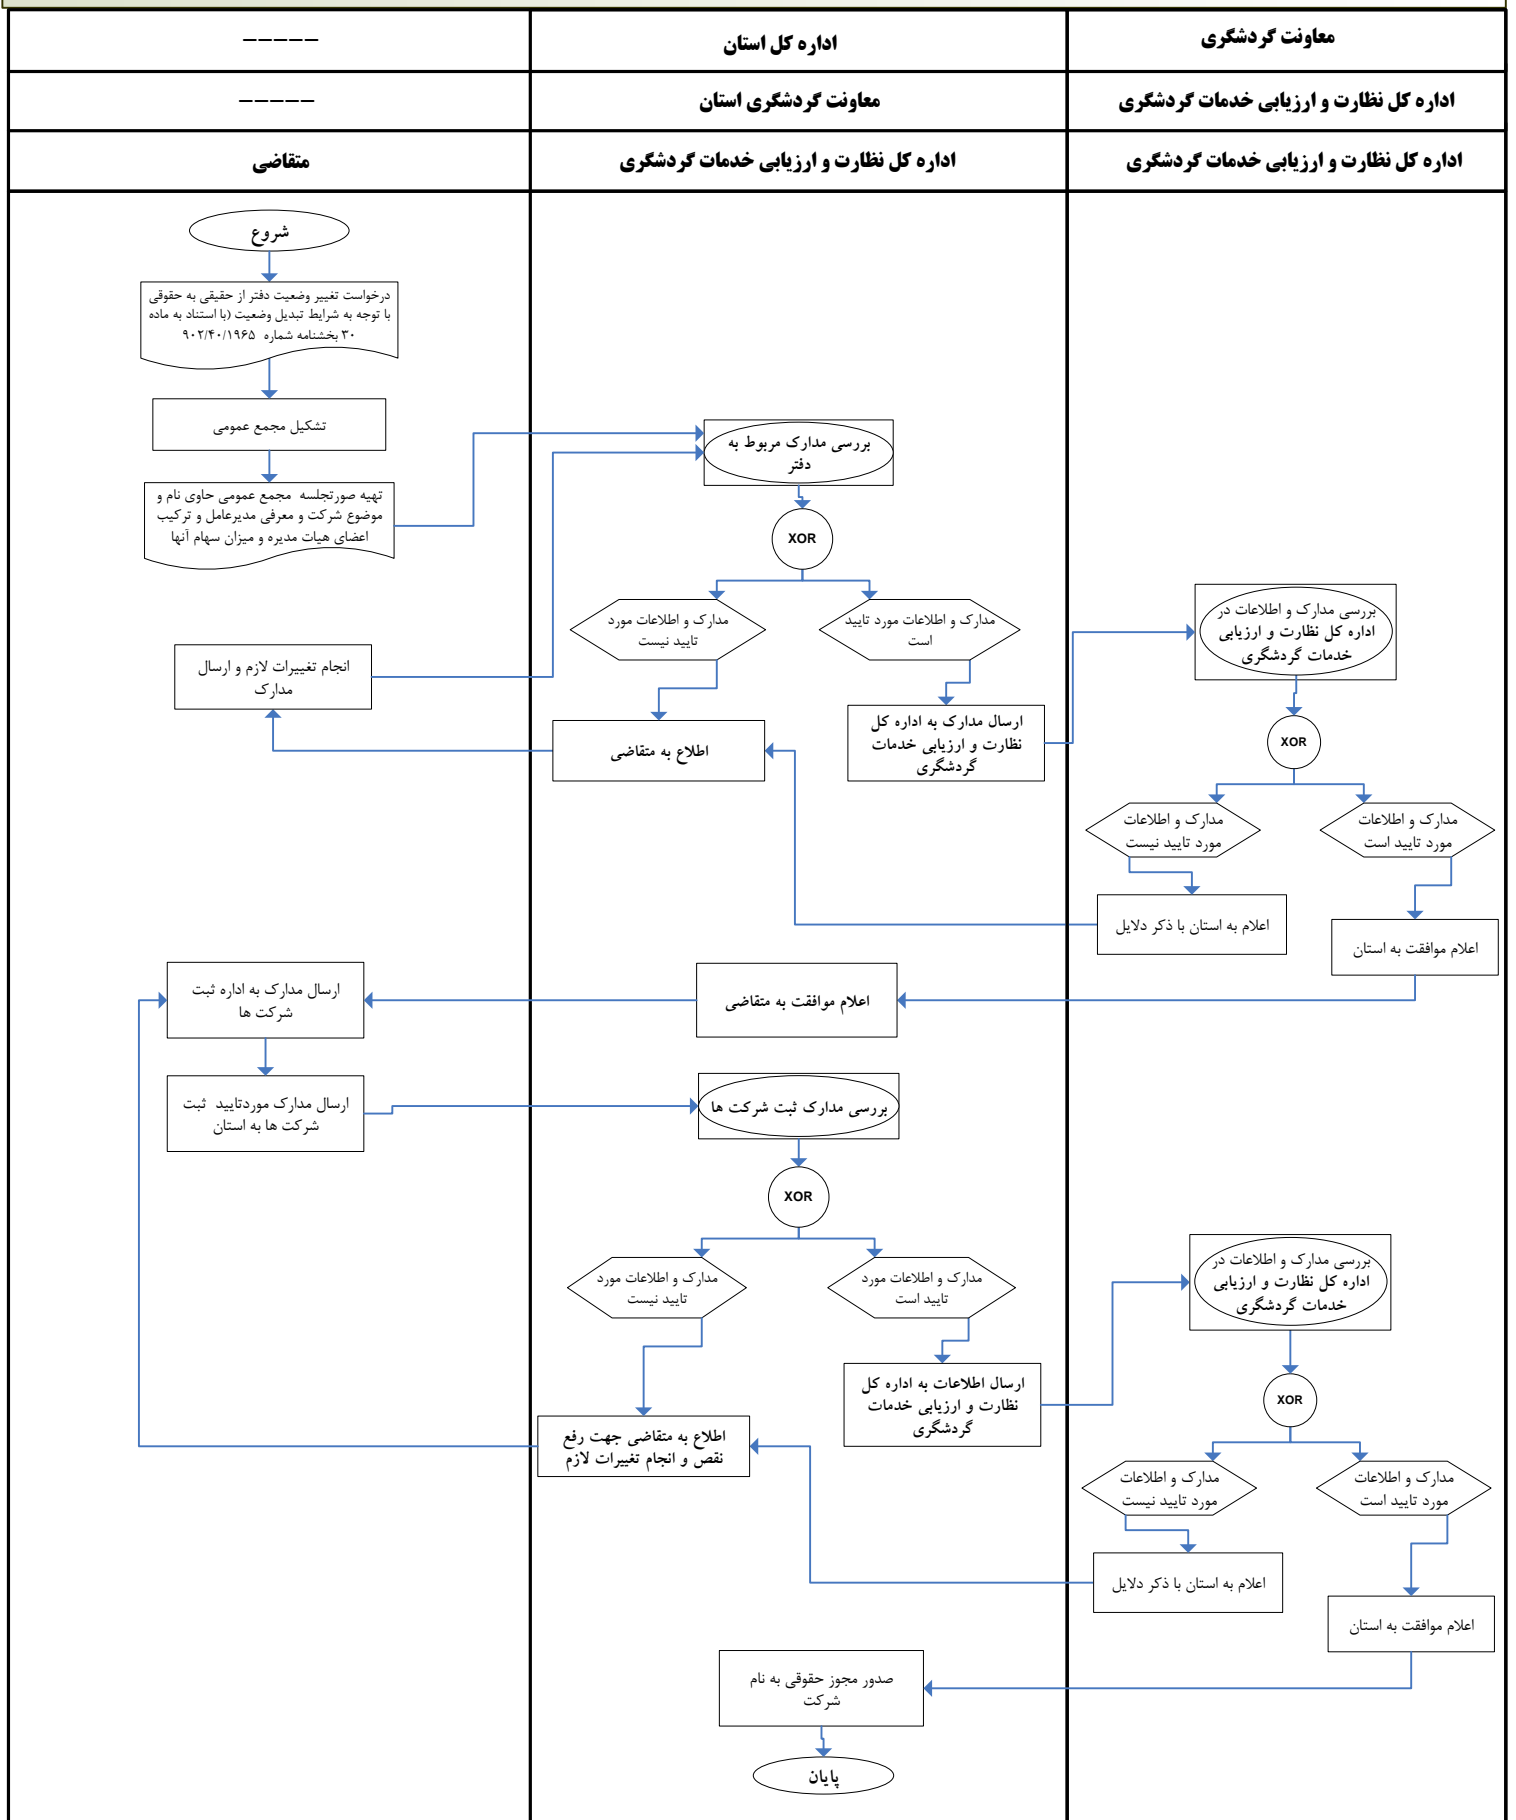 معاونت گردشگری
اداره کل استان
-----
اداره کل نظارت و ارزیابی خدمات گردشگری
معاونت گردشگری استان
-----
اداره کل نظارت و ارزیابی خدمات گردشگری
اداره کل نظارت و ارزیابی خدمات گردشگری
متقاضی
شروع
درخواست تغییر وضعیت دفتر از حقیقی به حقوقی
با توجه به شرایط تبدیل وضعیت (با استناد به ماده
۳۰ بخشنامه شماره ۹۰۲/۴۰/۱۹۶۵
تشکیل مجمع عمومی
تهیه صورتجلسه مجمع عمومی حاوی نام و
موضوع شرکت و معرفی مدیرعامل و ترکیب
اعضای هیات مدیره و میزان سهام آنها
بررسی مدارک مربوط به
دفتر
XOR
مدارک و اطلاعات مورد تایید
است
مدارک و اطلاعات مورد
تایید نیست
ارسال مدارک به اداره کل
نظارت و ارزیابی خدمات
گردشگری
اطلاع به متقاضی
انجام تغییرات لازم و ارسال
مدارک
بررسی مدارک و اطلاعات در
اداره کل نظارت و ارزیابی
خدمات گردشگری
XOR
مدارک و اطلاعات
مورد تایید است
مدارک و اطلاعات
مورد تایید نیست
اعلام به استان با ذکر دلایل
اعلام موافقت به استان
اعلام موافقت به متقاضی
ارسال مدارک به اداره ثبت
شرکت ها
ارسال مدارک موردتایید ثبت
شرکت ها به استان
بررسی مدارک ثبت شرکت ها
XOR
مدارک و اطلاعات مورد
تایید است
مدارک و اطلاعات مورد
تایید نیست
ارسال اطلاعات به اداره کل
نظارت و ارزیابی خدمات
گردشگری
اطلاع به متقاضی جهت رفع
نقص و انجام تغییرات لازم
بررسی مدارک و اطلاعات در
اداره کل نظارت و ارزیابی
خدمات گردشگری
XOR
مدارک و اطلاعات
مورد تایید است
مدارک و اطلاعات
مورد تایید نیست
اعلام به استان با ذکر دلایل
اعلام موافقت به استان
صدور مجوز حقوقی به نام
شرکت
پایان